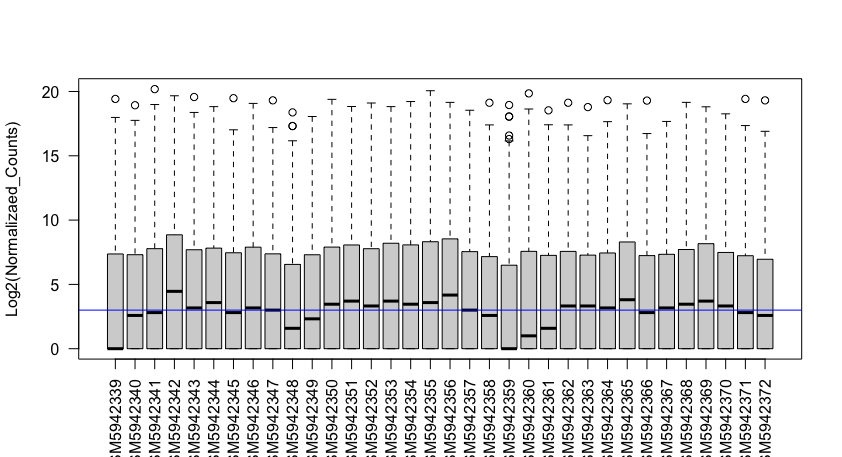 Log2(Normalizaed_Counts)
20
15
10
5
0
SM5942339
SM5942340
SM5942341
SM5942342
SM5942343
SM5942344
SM5942345
SM5942346
SM5942347
SM5942348
SM5942349
SM5942350
SM5942351
SM5942352
SM5942353
SM5942354
SM5942355
SM5942356
SM5942357
SM5942358
SM5942359
SM5942360
SM5942361
SM5942362
SM5942363
SM5942364
SM5942365
SM5942366
SM5942367
SM5942368
SM5942369
SM5942370
SM5942371
SM5942372